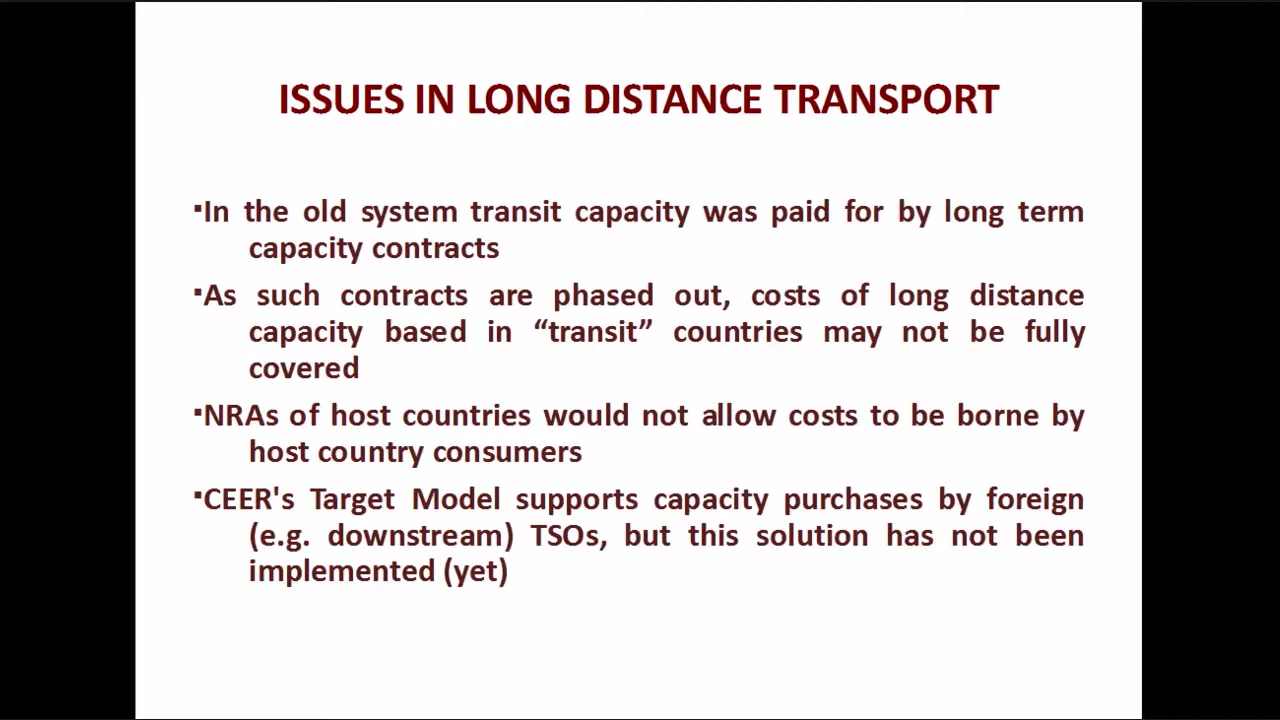 ISSUES IN LONG DISTANCE TRANSPORT
▪In the old system transit capacity was paid for by long term
capacity contracts
▪As such contracts are phased out, costs of long distance
capacity based in “transit” countries may not be fully
covered
▪NRAs of host countries would not allow costs to be borne by
host country consumers
▪CEER's Target Model supports capacity purchases by foreign
(e.g. downstream) TSOs, but this solution has not been
implemented (yet)